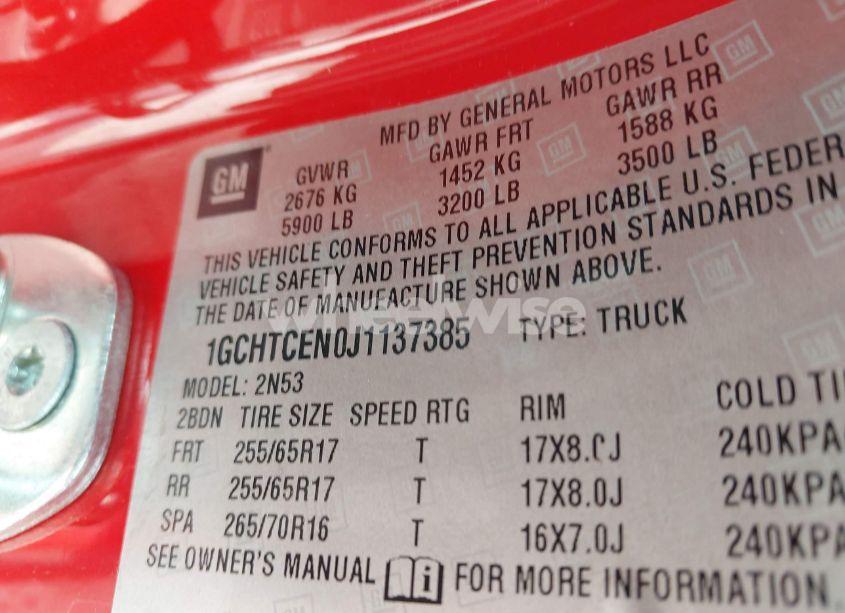 MFD BY GENERAL MOTORS LLC
GM
GVWR GAWR FRT GAWR RR
2676 KG 1452 KG 1588 KG
5900 LB 3200 LB 3500 LB
THIS VEHICLE CONFORMS TO ALL APPLICABLE U.S. FEDER
VEHICLE SAFETY AND THEFT PREVENTION STANDARDS IN
THE DATE OF MANUFACTURE SHOWN ABOVE.
wheelwise
1GCHTCEN0J1137385 TYPE: TRUCK
MODEL: 2N53
2BDN TIRE SIZE SPEED RTG RIM COLD TI
FRT 255/65R17 T 17X8.0J 240KPA
RR 255/65R17 T 17X8.0J 240KPA
SPA 265/70R16 T 16X7.0J 240KPA
SEE OWNER'S MANUAL i FOR MORE INFORMATION.